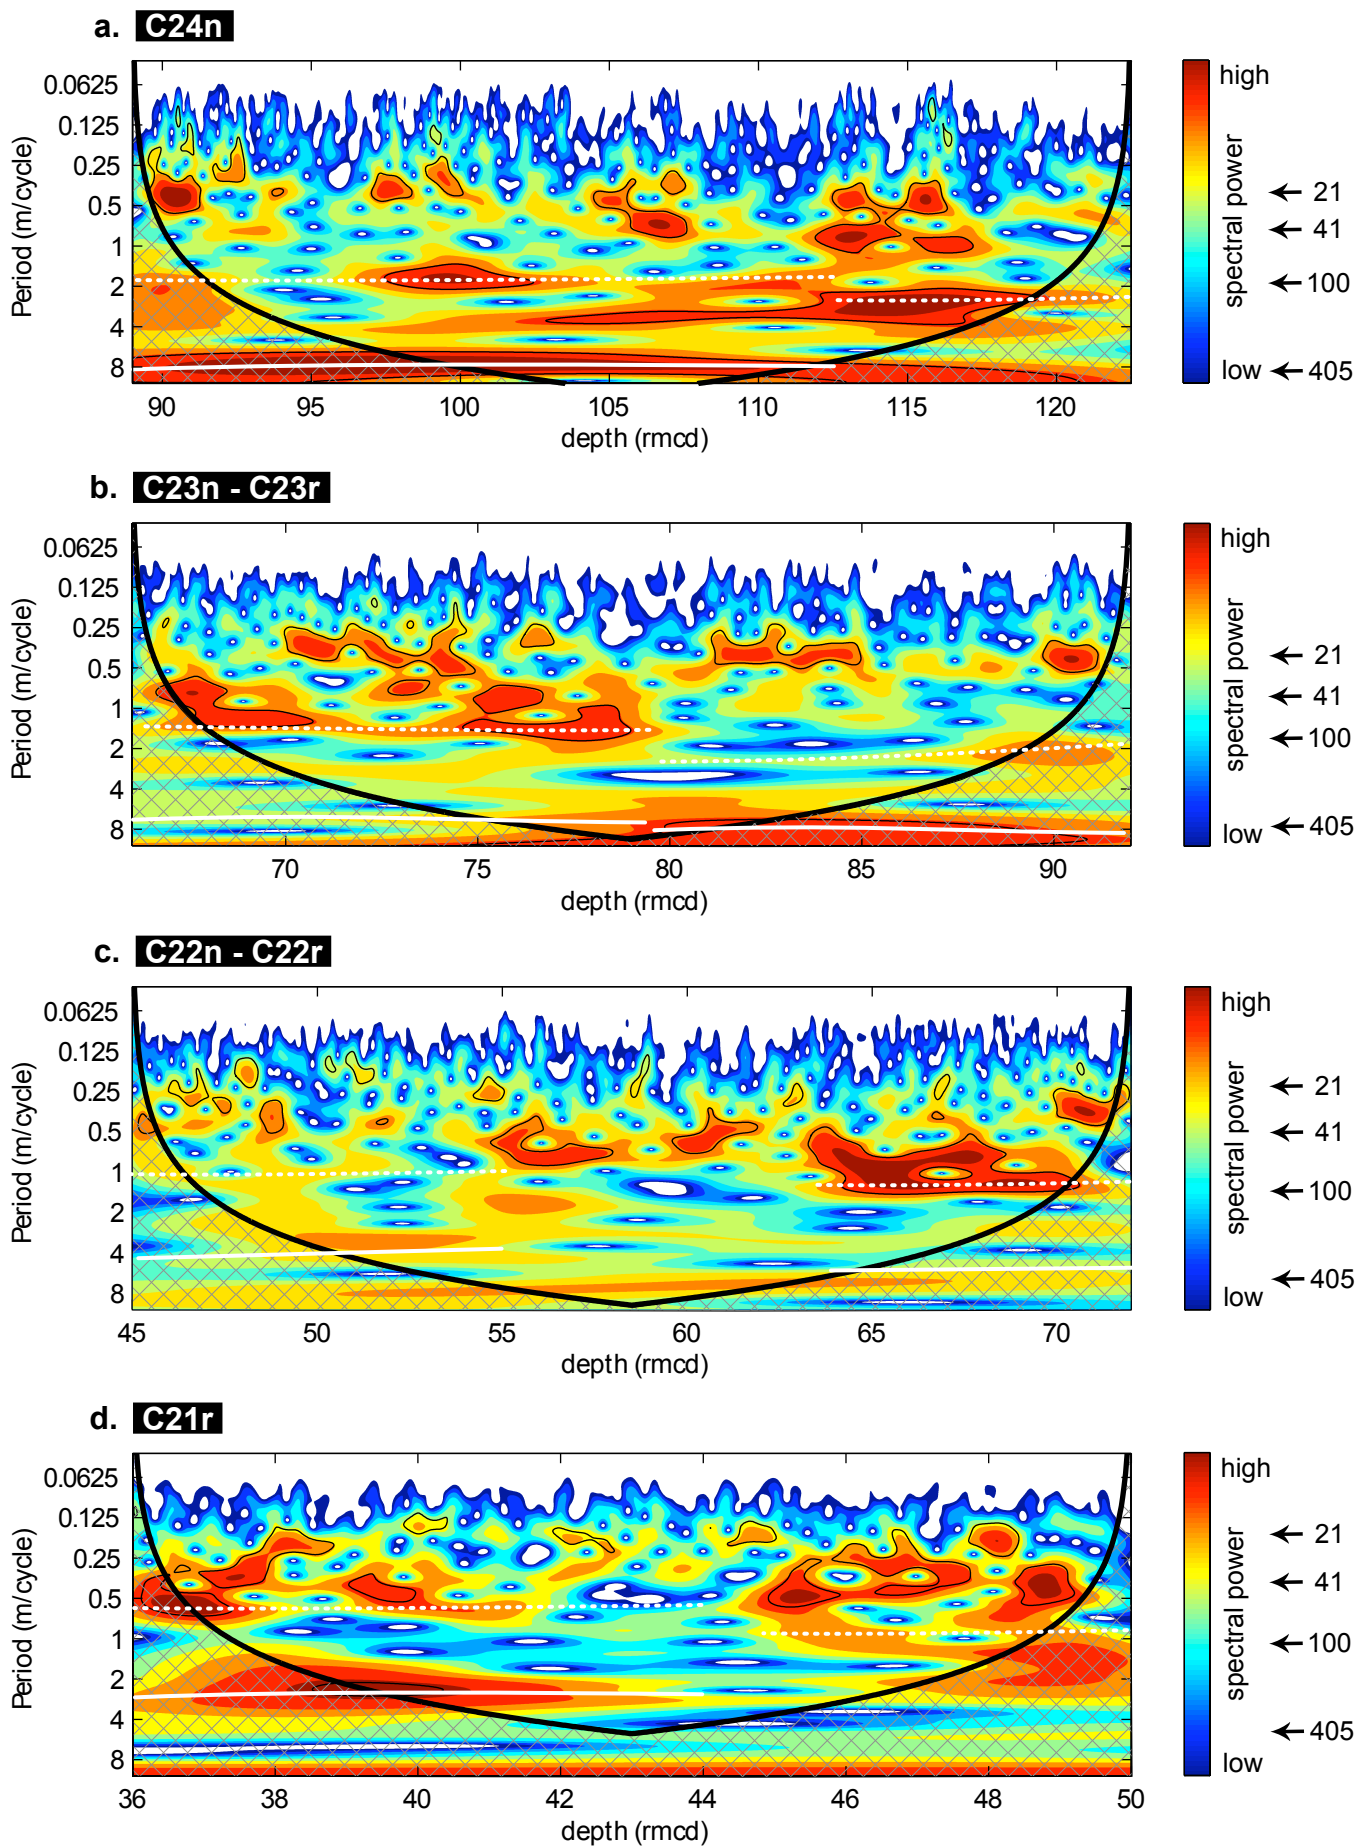 a. C24n
Period (m/cycle)
0.0625
0.125
0.25
0.5
1
2
4
8
90 95 100 105 110 115 120
depth (rmcd)
high
spectral power
low
21
41
100
405
b. C23n - C23r
Period (m/cycle)
0.0625
0.125
0.25
0.5
1
2
4
8
70 75 80 85 90
depth (rmcd)
high
spectral power
low
21
41
100
405
c. C22n - C22r
Period (m/cycle)
0.0625
0.125
0.25
0.5
1
2
4
8
45 50 55 60 65 70
depth (rmcd)
high
spectral power
low
21
41
100
405
d. C21r
Period (m/cycle)
0.0625
0.125
0.25
0.5
1
2
4
8
36 38 40 42 44 46 48 50
depth (rmcd)
high
spectral power
low
21
41
100
405